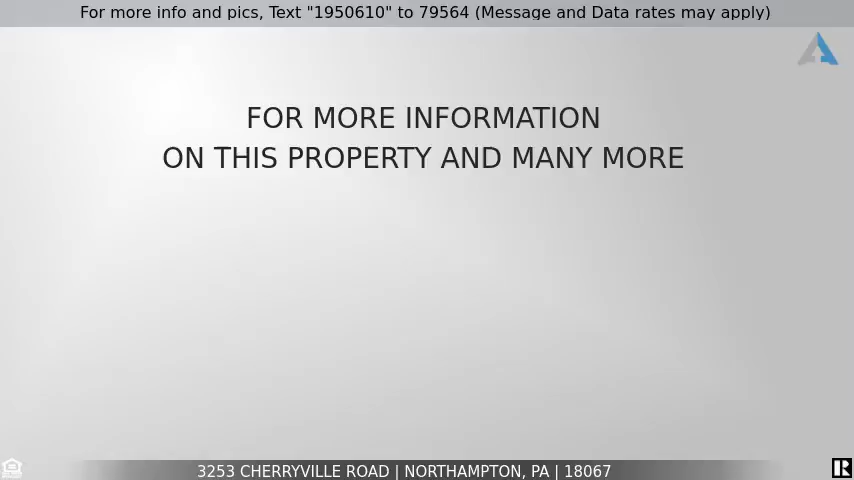 For more info and pics, Text "1950610" to 79564 (Message and Data rates may apply)
FOR MORE INFORMATION
ON THIS PROPERTY AND MANY MORE
3253 CHERRYVILLE ROAD | NORTHAMPTON, PA | 18067